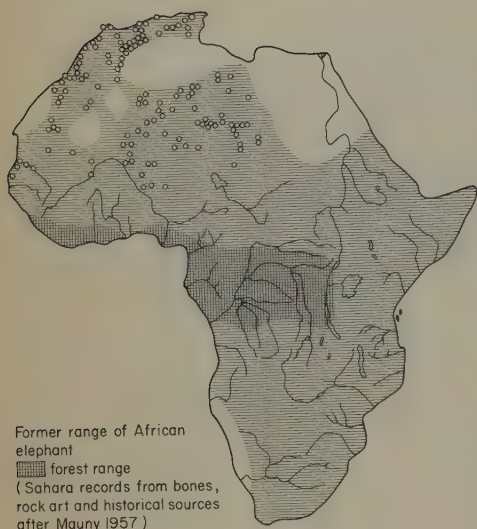 Former range of African
elephant
forest range
(Sahara records from bones,
rock art and historical sources
after Mauny 1957)